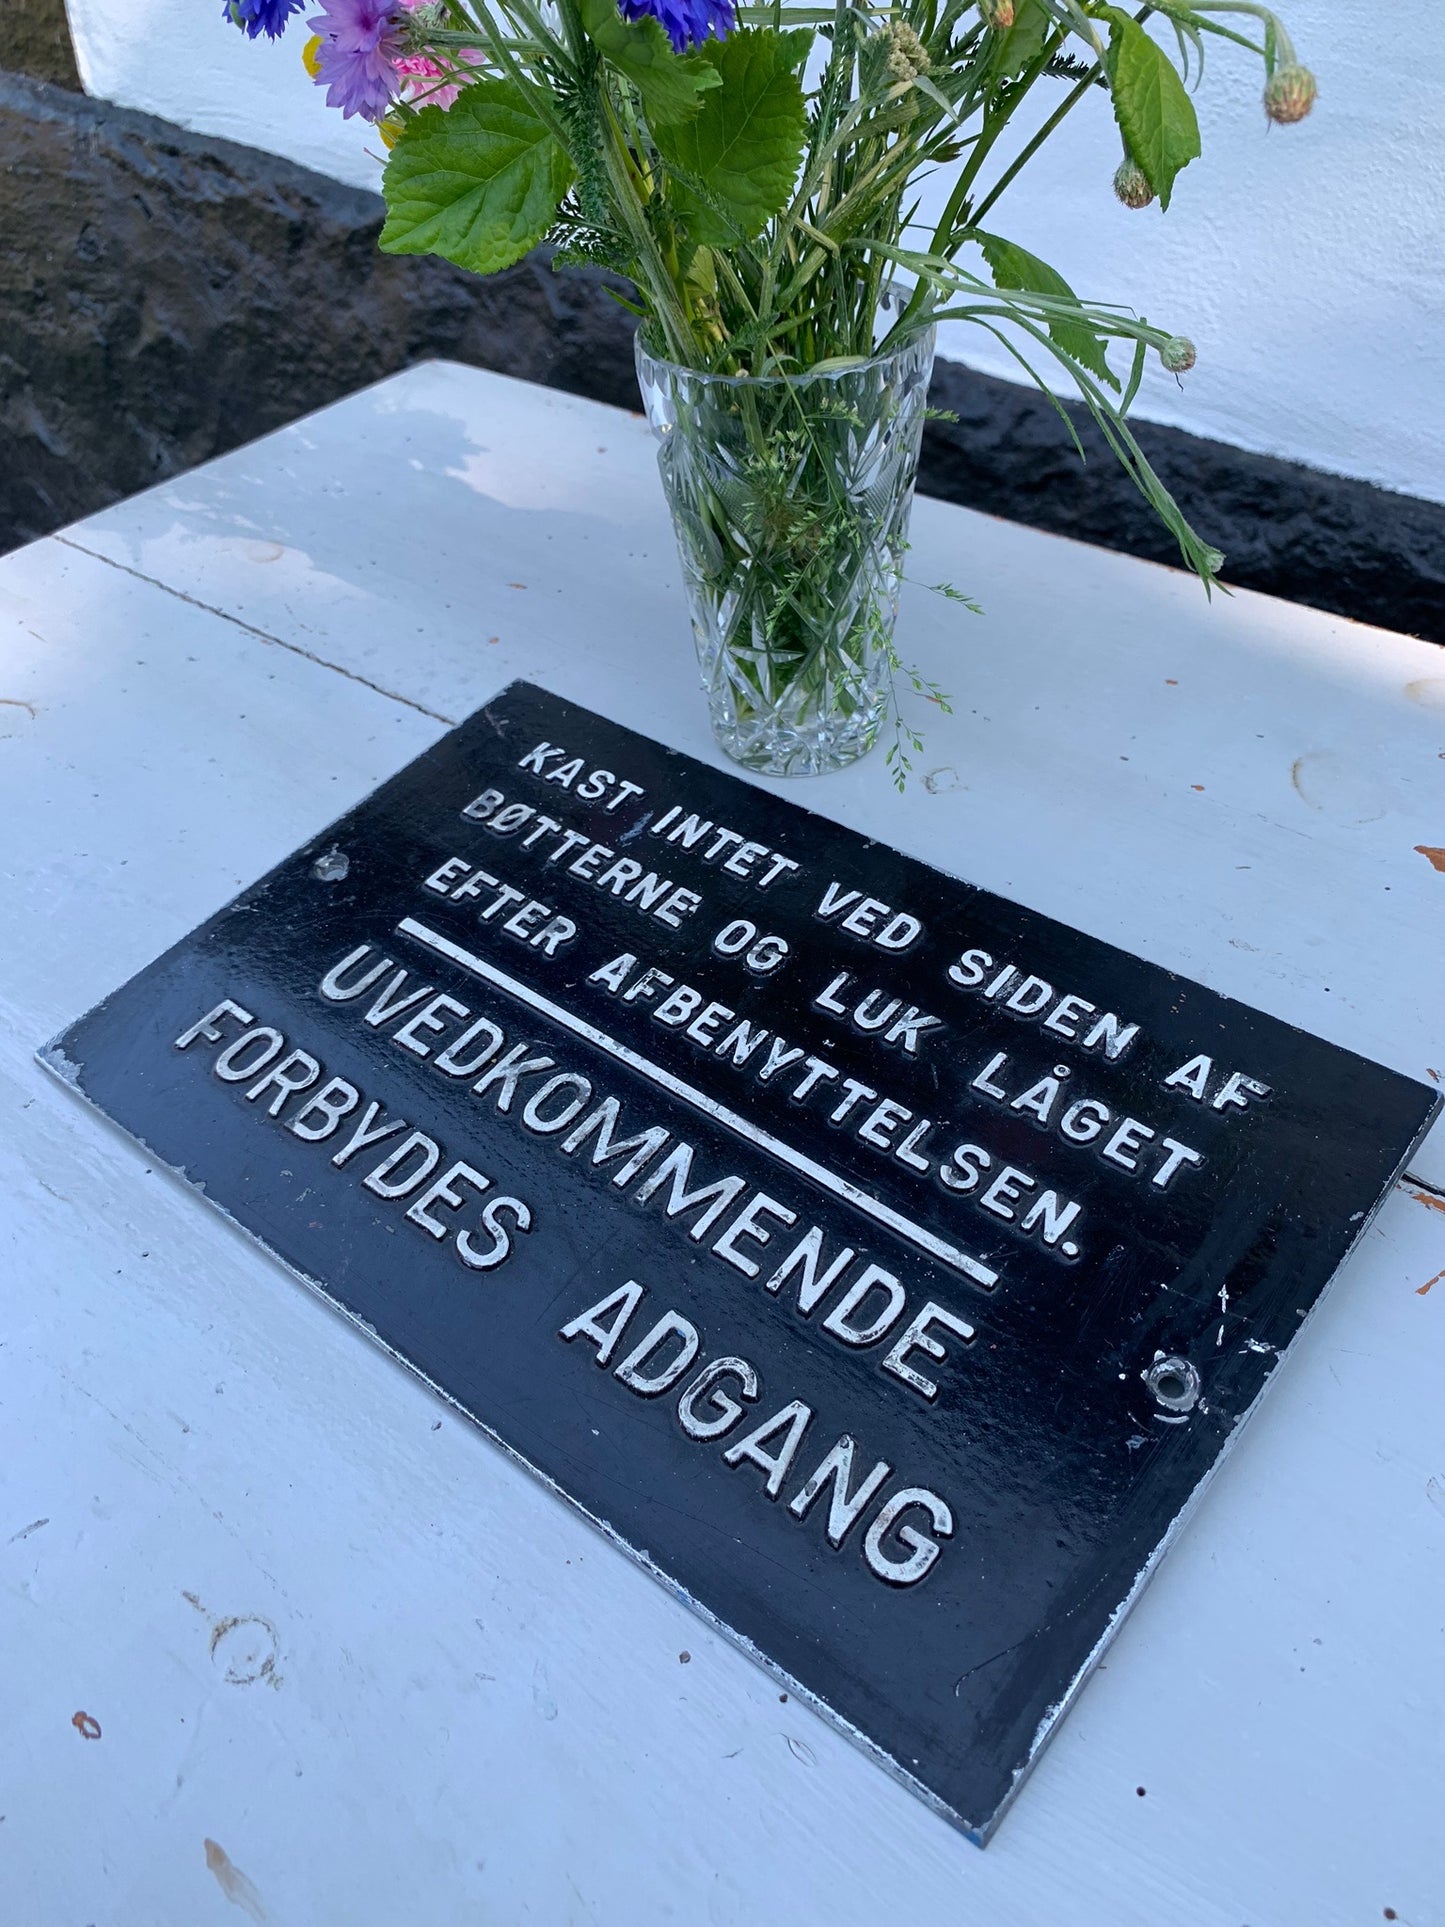 KAST INTET VED SIDEN AF
BØTTERNE OG LUK LÅGET
EFTER AFBENYTTELSEN.
UVEDKOMMENDE
FORBYDES ADGANG